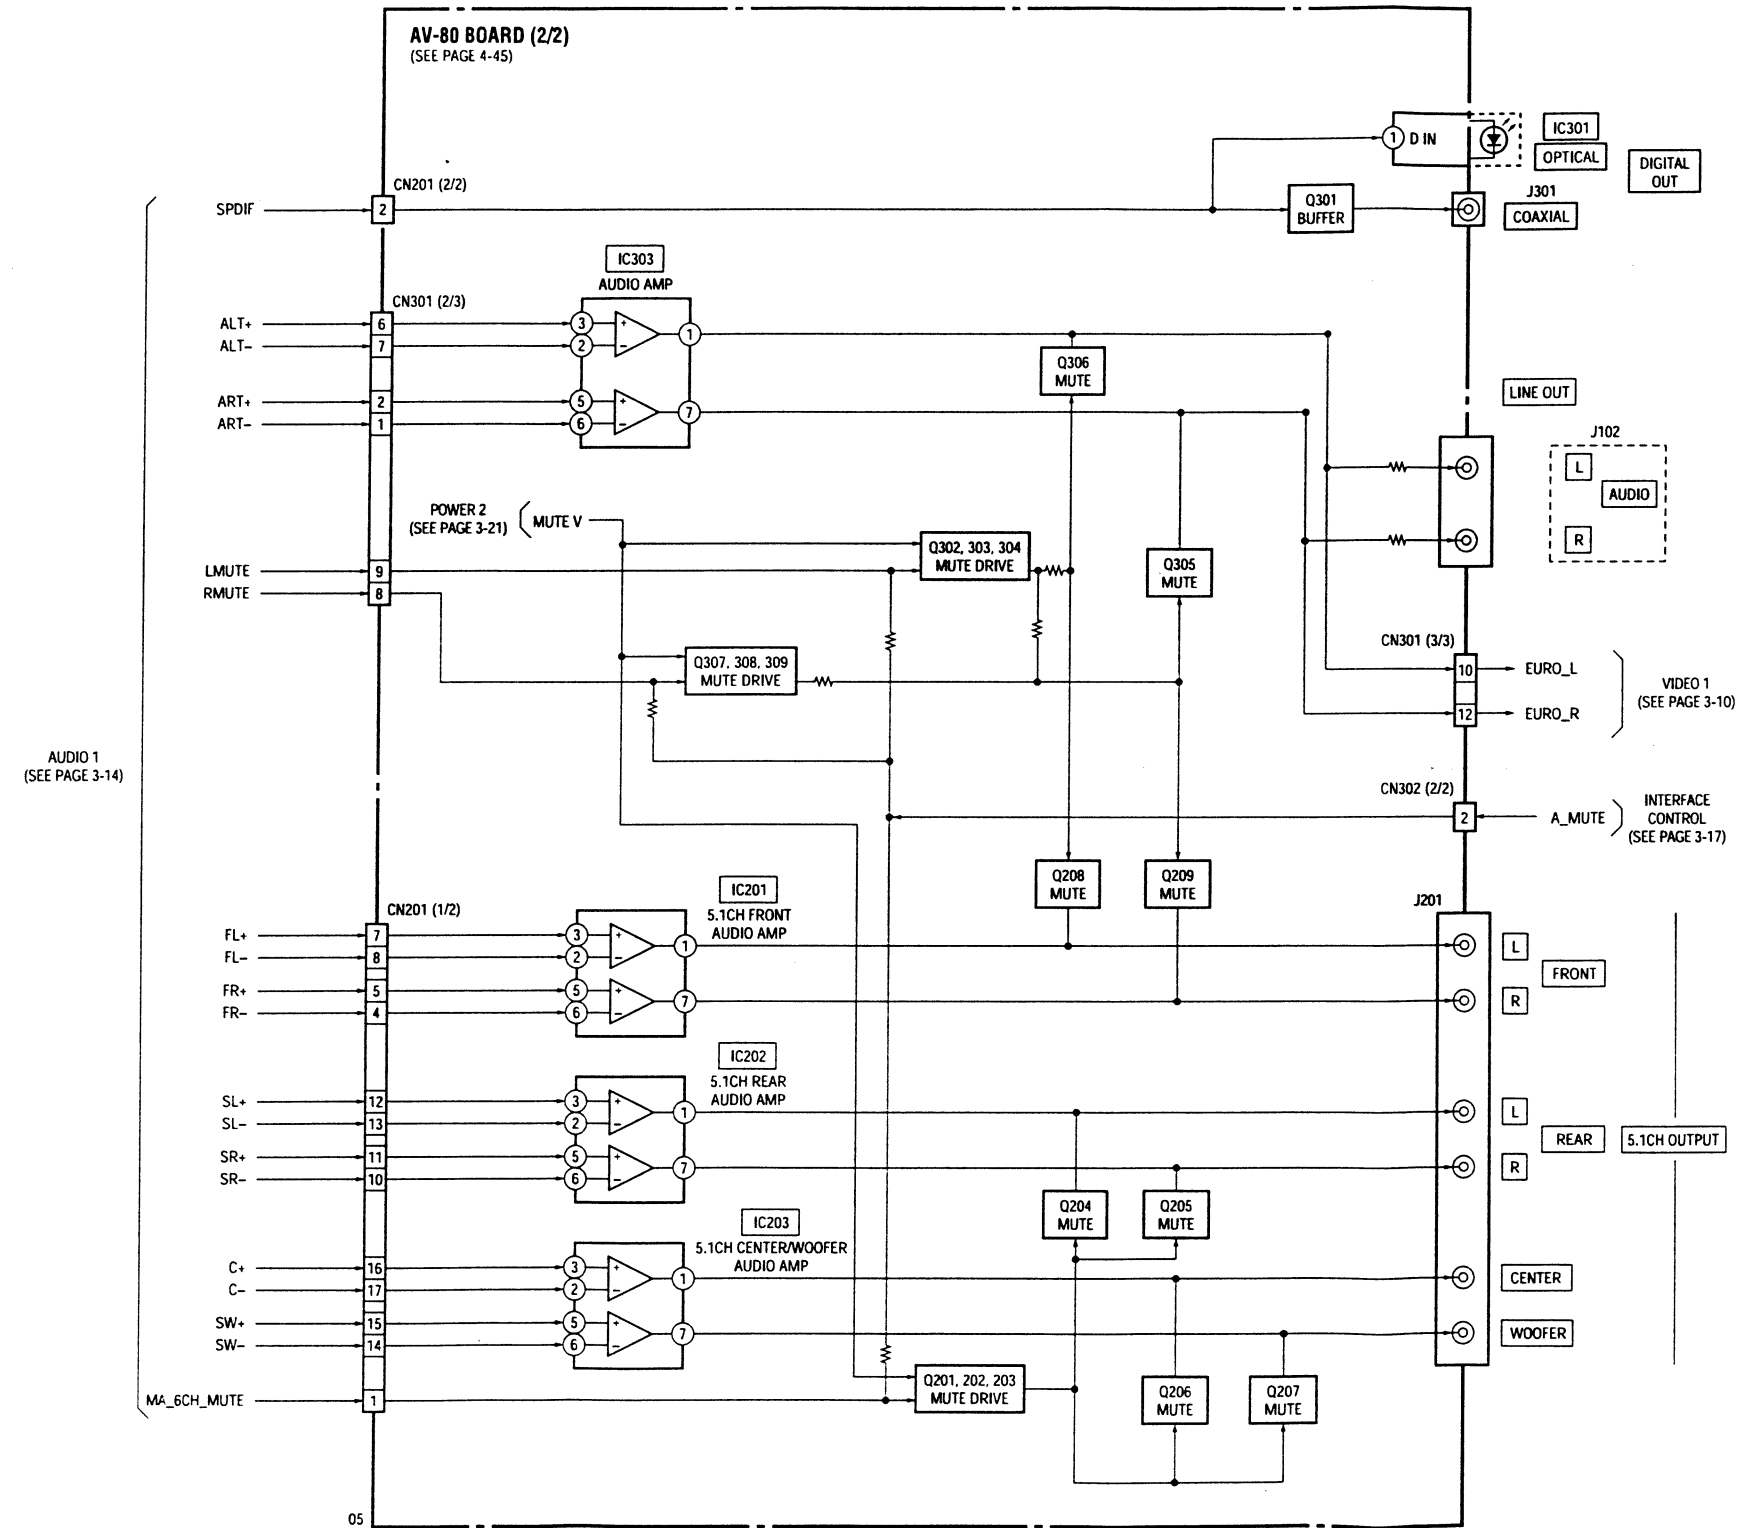 AV-80 BOARD (2/2)
(SEE PAGE 4-45)
1
D IN
IC301
OPTICAL
DIGITAL
OUT
CN201 (2/2)
SPDIF
2
Q301
BUFFER
J301
COAXIAL
IC303
AUDIO AMP
CN301 (2/3)
ALT+
6
3
+
1
ALT–
7
2
–
Q306
MUTE
ART+
2
5
+
7
ART–
1
6
–
LINE OUT
J102
L
AUDIO
R
POWER 2
(SEE PAGE 3-21)
MUTE V
Q302, 303, 304
MUTE DRIVE
Q305
MUTE
LMUTE
9
RMUTE
8
Q307, 308, 309
MUTE DRIVE
CN301 (3/3)
10
EURO_L
12
EURO_R
VIDEO 1
(SEE PAGE 3-10)
AUDIO 1
(SEE PAGE 3-14)
CN302 (2/2)
2
A_MUTE
INTERFACE
CONTROL
(SEE PAGE 3-17)
Q208
MUTE
Q209
MUTE
CN201 (1/2)
IC201
5.1CH FRONT
AUDIO AMP
J201
FL+
7
3
+
1
L
FL–
8
2
–
FRONT
FR+
5
5
+
7
R
FR–
4
6
–
IC202
5.1CH REAR
AUDIO AMP
SL+
12
3
+
1
L
SL–
13
2
–
REAR
5.1CH OUTPUT
SR+
11
5
+
7
R
SR–
10
6
–
Q204
MUTE
Q205
MUTE
IC203
5.1CH CENTER/WOOFER
AUDIO AMP
C+
16
3
+
1
CENTER
C–
17
2
–
SW+
15
5
+
7
WOOFER
SW–
14
6
–
Q201, 202, 203
MUTE DRIVE
MA_6CH_MUTE
1
Q206
MUTE
Q207
MUTE
05